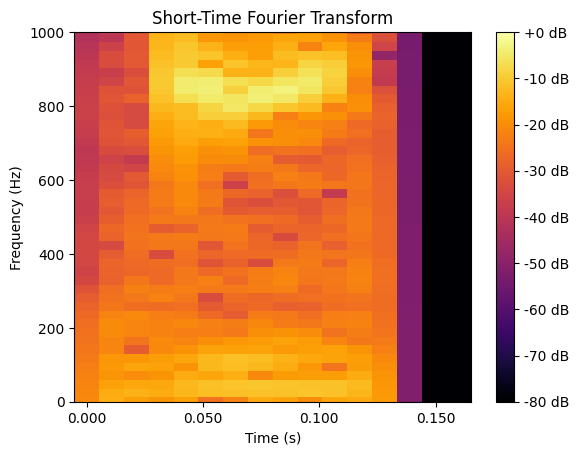 Short-Time Fourier Transform
1000
800
600
400
200
0
Frequency (Hz)
0.000
0.050
0.100
0.150
Time (s)
+0 dB
-10 dB
-20 dB
-30 dB
-40 dB
-50 dB
-60 dB
-70 dB
-80 dB